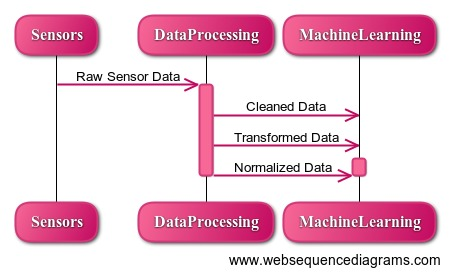 Sensors
DataProcessing
MachineLearning
Raw Sensor Data
Cleaned Data
Transformed Data
Normalized Data
Sensors
DataProcessing
MachineLearning
www.websequencediagrams.com